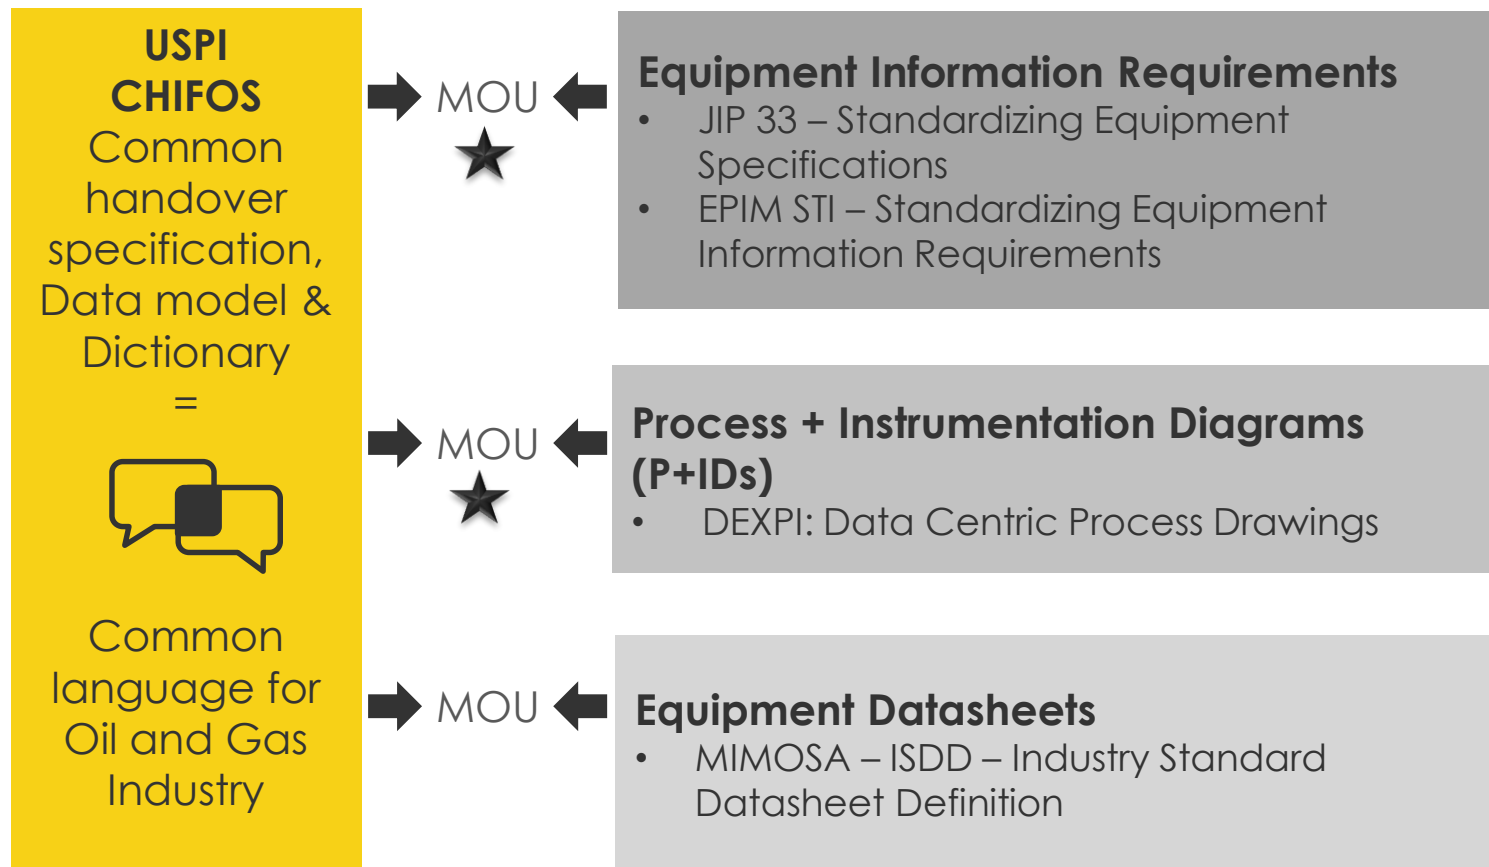 USPI
CHIFOS
Common
handover
specification,
Data model &
Dictionary
=
Common
language for
Oil and Gas
Industry
MOU
Equipment Information Requirements
• JIP 33 – Standardizing Equipment
Specifications
• EPIM STI – Standardizing Equipment
Information Requirements
MOU
Process + Instrumentation Diagrams
(P+IDs)
• DEXPI: Data Centric Process Drawings
MOU
Equipment Datasheets
• MIMOSA – ISDD – Industry Standard
Datasheet Definition